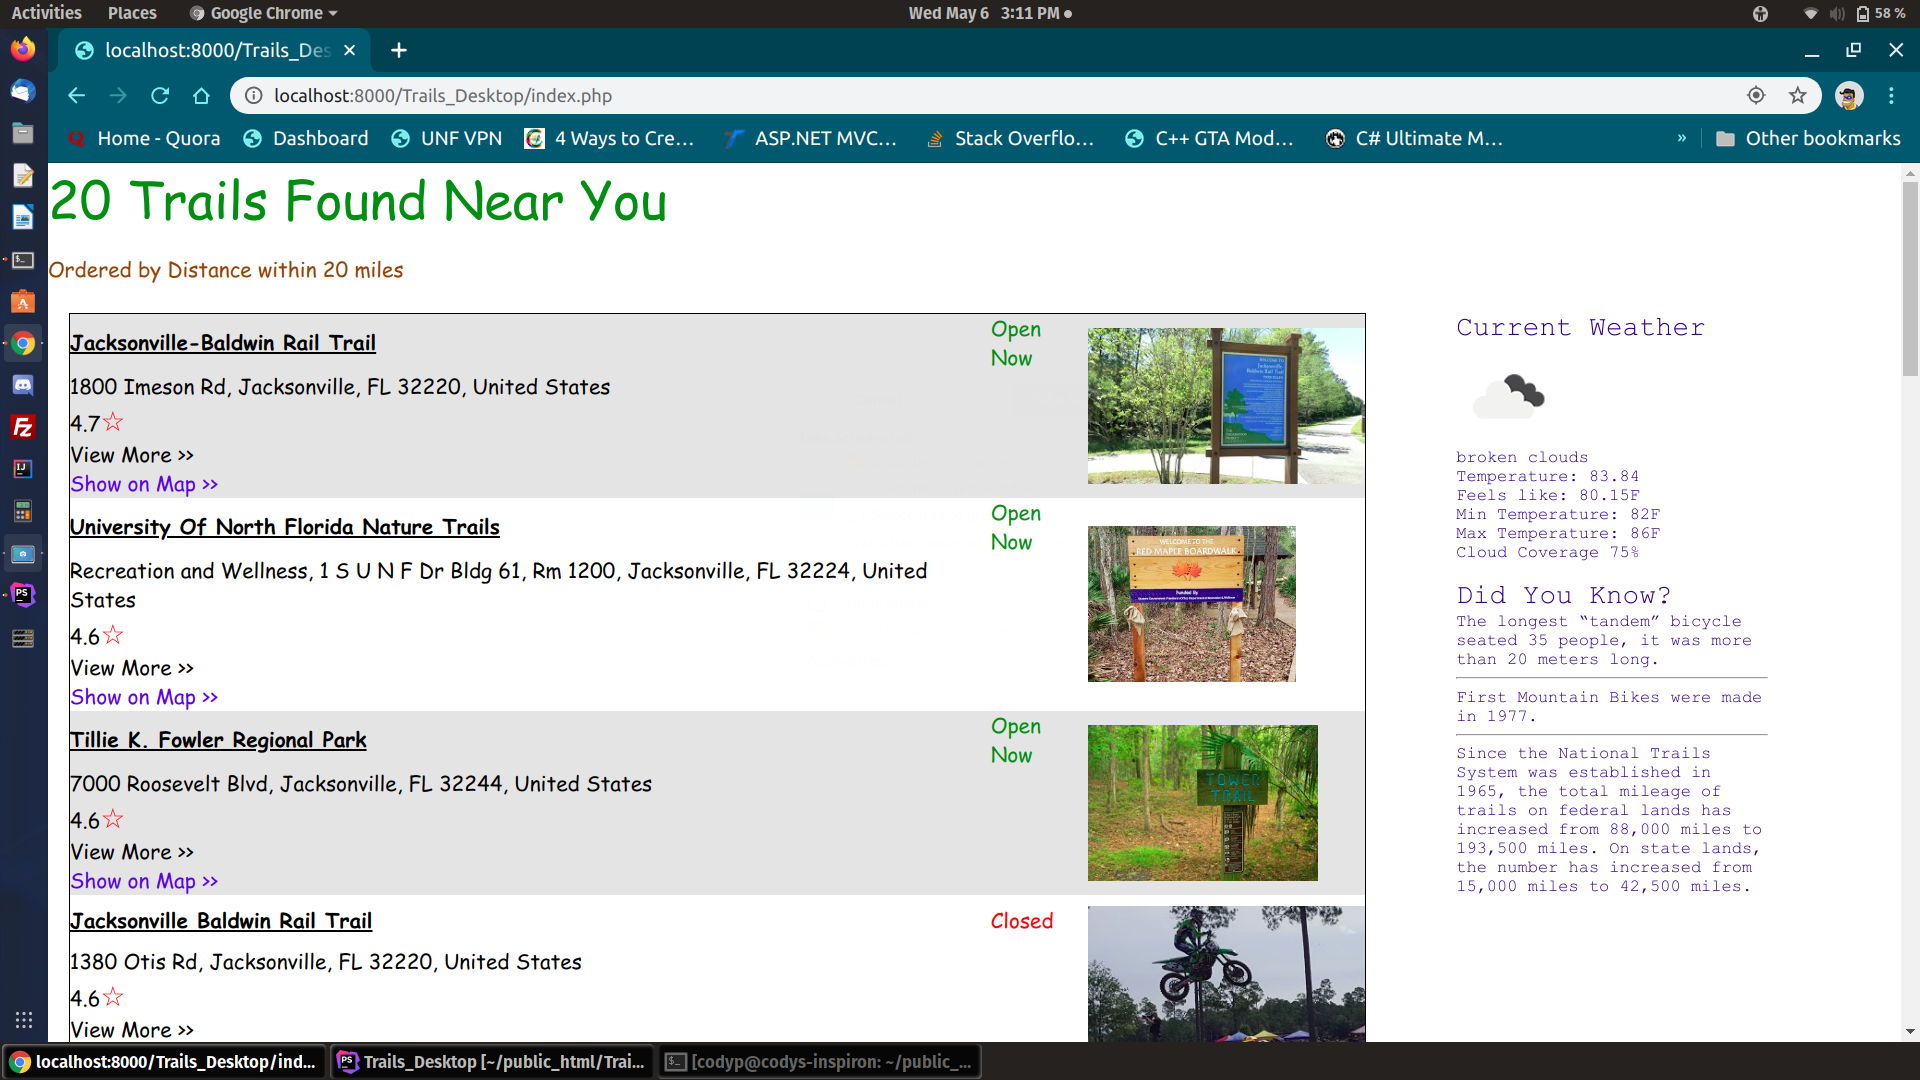 Activities Places Google Chrome Wed May 6 3:11 PM 58 %
localhost:8000/Trails_Des
localhost:8000/Trails_Desktop/index.php
Home - Quora Dashboard UNF VPN 4 Ways to Cre… ASP.NET MVC… Stack Overflo… C++ GTA Mod… C# Ultimate M… » Other bookmarks
20 Trails Found Near You
Ordered by Distance within 20 miles
Jacksonville-Baldwin Rail Trail
1800 Imeson Rd, Jacksonville, FL 32220, United States
4.7☆
View More >>
Show on Map >>
Open
Now
University Of North Florida Nature Trails
Recreation and Wellness, 1 S U N F Dr Bldg 61, Rm 1200, Jacksonville, FL 32224, United
States
4.6☆
View More >>
Show on Map >>
Open
Now
WELCOME TO THE
RED MAPLE BOARDWALK
Tillie K. Fowler Regional Park
7000 Roosevelt Blvd, Jacksonville, FL 32244, United States
4.6☆
View More >>
Show on Map >>
Open
Now
TOWER
TRAIL
Jacksonville Baldwin Rail Trail
1380 Otis Rd, Jacksonville, FL 32220, United States
4.6☆
View More >>
Closed
Current Weather
broken clouds
Temperature: 83.84
Feels like: 80.15F
Min Temperature: 82F
Max Temperature: 86F
Cloud Coverage 75%
Did You Know?
The longest “tandem” bicycle
seated 35 people, it was more
than 20 meters long.
First Mountain Bikes were made
in 1977.
Since the National Trails
System was established in
1965, the total mileage of
trails on federal lands has
increased from 88,000 miles to
193,500 miles. On state lands,
the number has increased from
15,000 miles to 42,500 miles.
localhost:8000/Trails_Desktop/ind… Trails_Desktop [~/public_html/Trai… [codyp@codys-inspiron: ~/public_…